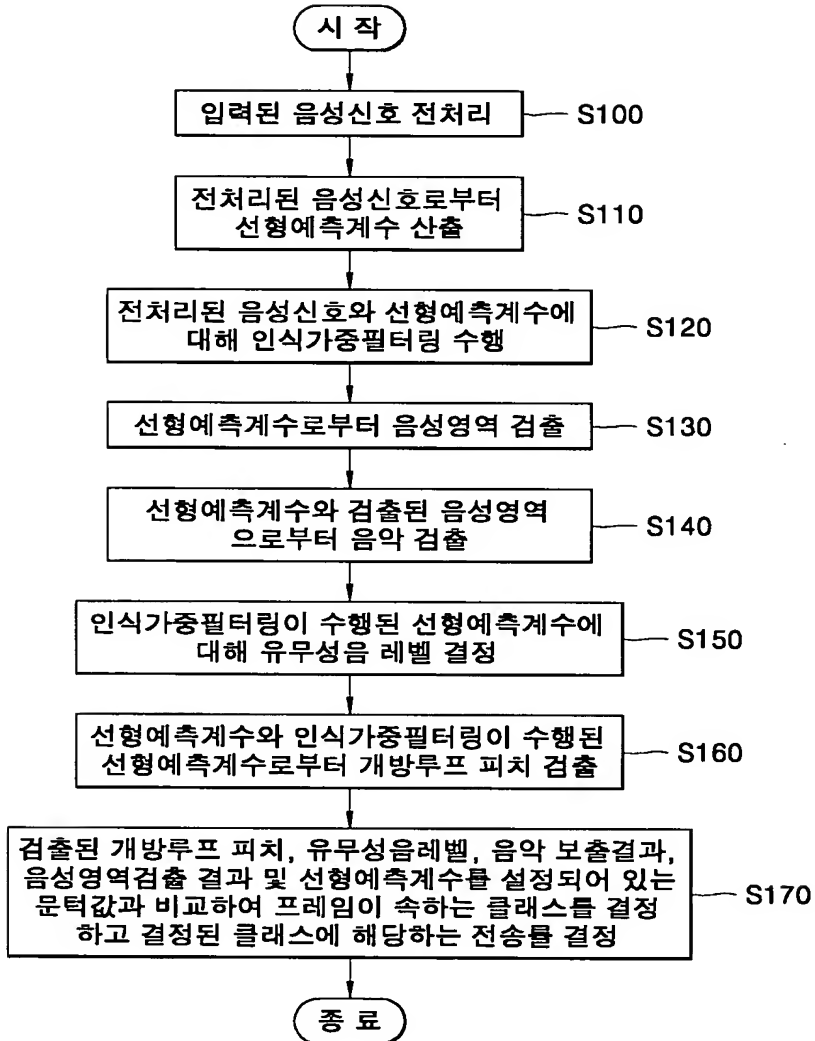 시 작
입력된 음성신호 전처리
S100
전처리된 음성신호로부터
선형예측계수 산출
S110
전처리된 음성신호와 선형예측계수에
대해 인식가중필터링 수행
S120
선형예측계수로부터 음성영역 검출
S130
선형예측계수와 검출된 음성영역
으로부터 음악 검출
S140
인식가중필터링이 수행된 선형예측계수에
대해 유무성음 레벨 결정
S150
선형예측계수와 인식가중필터링이 수행된
선형예측계수로부터 개방루프 피치 검출
S160
검출된 개방루프 피치, 유무성음레벨, 음악 보출결과,
음성영역검출 결과 및 선형예측계수를 설정되어 있는
문턱값과 비교하여 프레임이 속하는 클래스를 결정
하고 결정된 클래스에 해당하는 전송률 결정
S170
종 료